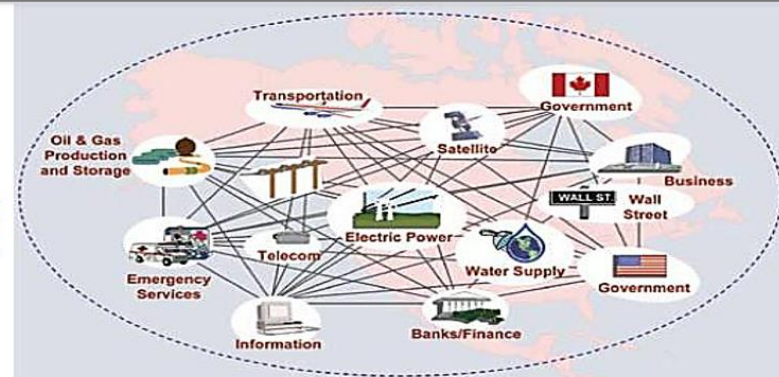 Transportation
Government
Oil & Gas
Production
and Storage
Satellite
Business
WALL ST.
Wall
Street
Electric Power
Telecom
Water Supply
Emergency
Services
Government
Banks/Finance
Information